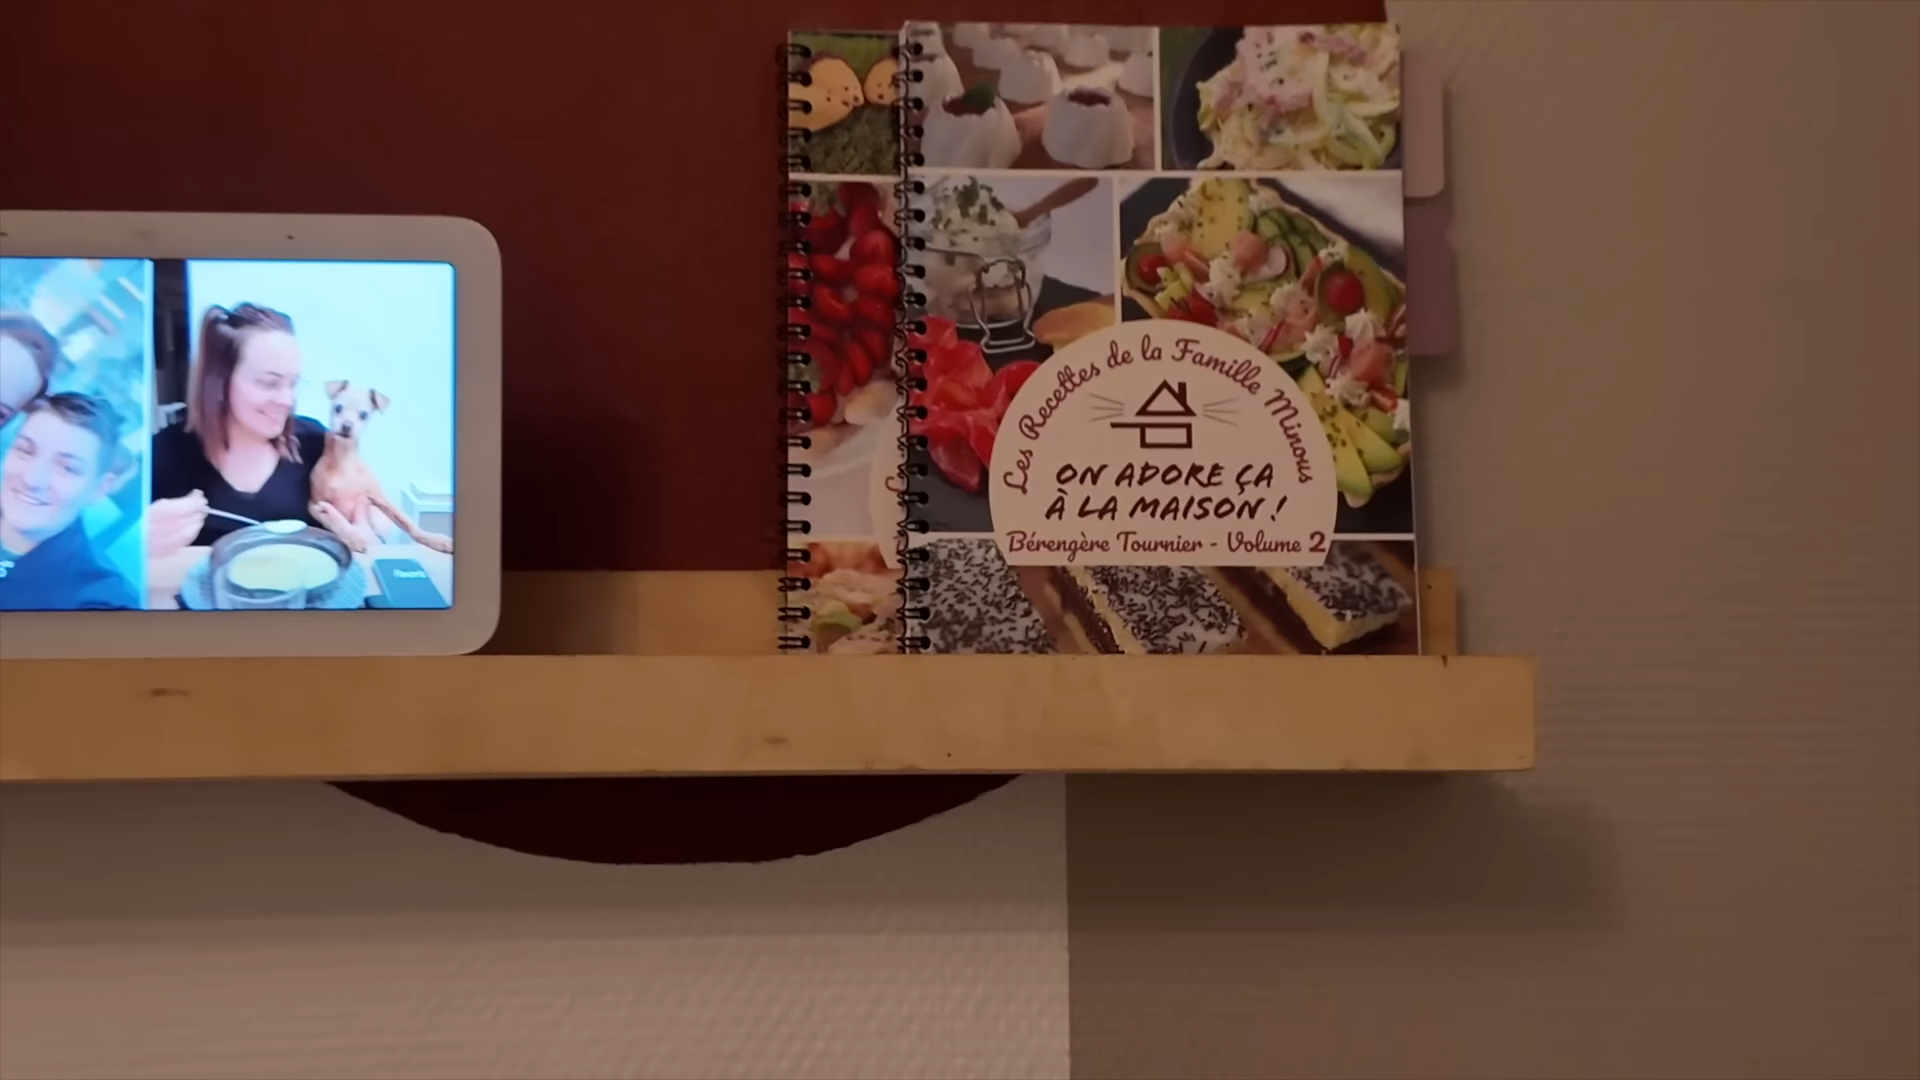 Les Recettes de la Famille Minous
ON ADORE ÇA
À LA MAISON !
Bérengère Tournier - Volume 2